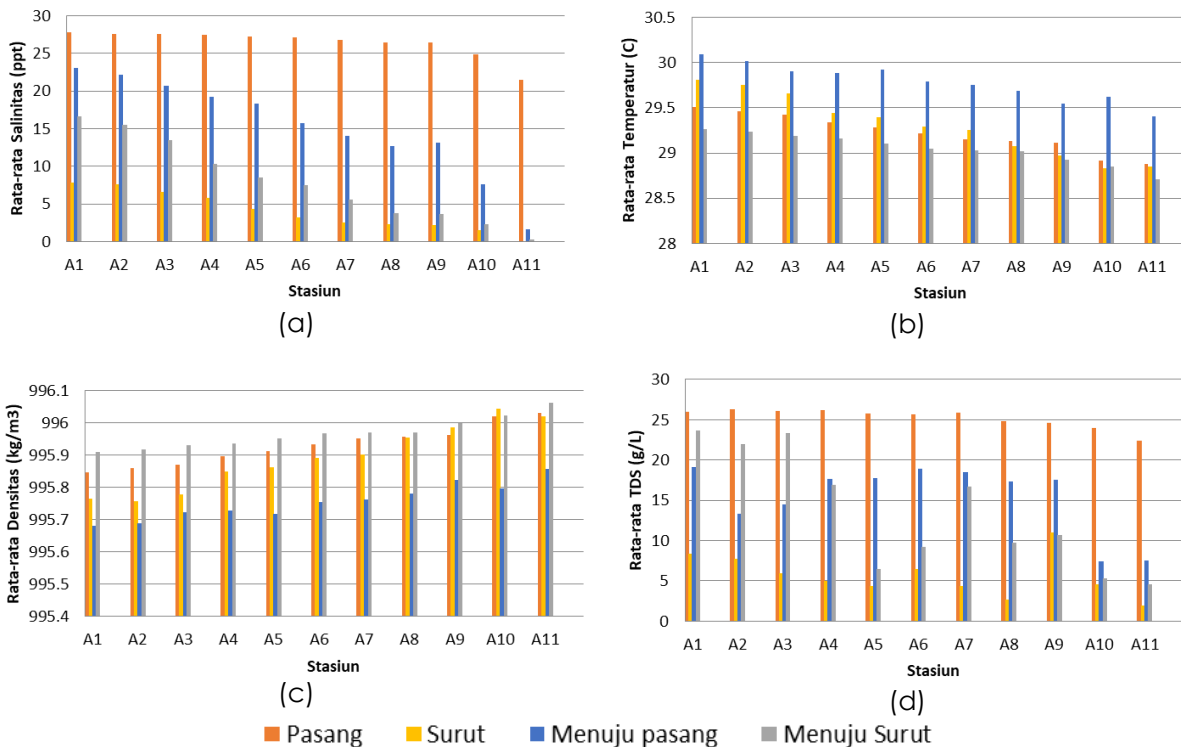 Rata-rata Salinitas (ppt)
30
25
20
15
10
5
0
A1 A2 A3 A4 A5 A6 A7 A8 A9 A10 A11
Stasiun
(a)
Rata-rata Temperatur (C)
30.5
30
29.5
29
28.5
28
A1 A2 A3 A4 A5 A6 A7 A8 A9 A10 A11
Stasiun
(b)
Rata-rata Densitas (kg/m3)
996.1
996
995.9
995.8
995.7
995.6
995.5
995.4
A1 A2 A3 A4 A5 A6 A7 A8 A9 A10 A11
Stasiun
(c)
Rata-rata TDS (g/L)
30
25
20
15
10
5
0
A1 A2 A3 A4 A5 A6 A7 A8 A9 A10 A11
Stasiun
(d)
Pasang Surut Menuju pasang Menuju Surut